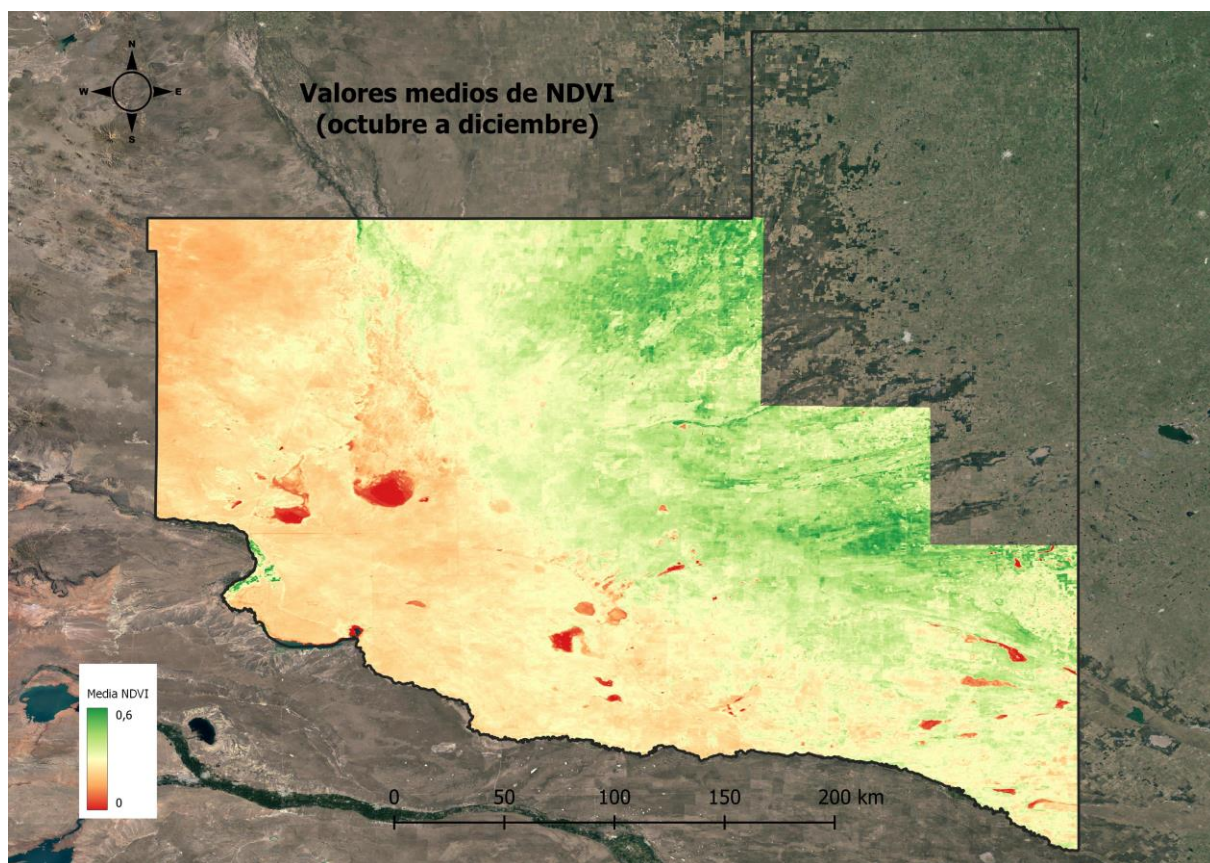 N
W
E
S
Valores medios de NDVI
(octubre a diciembre)
Media NDVI
0,6
0
0 50 100 150 200 km